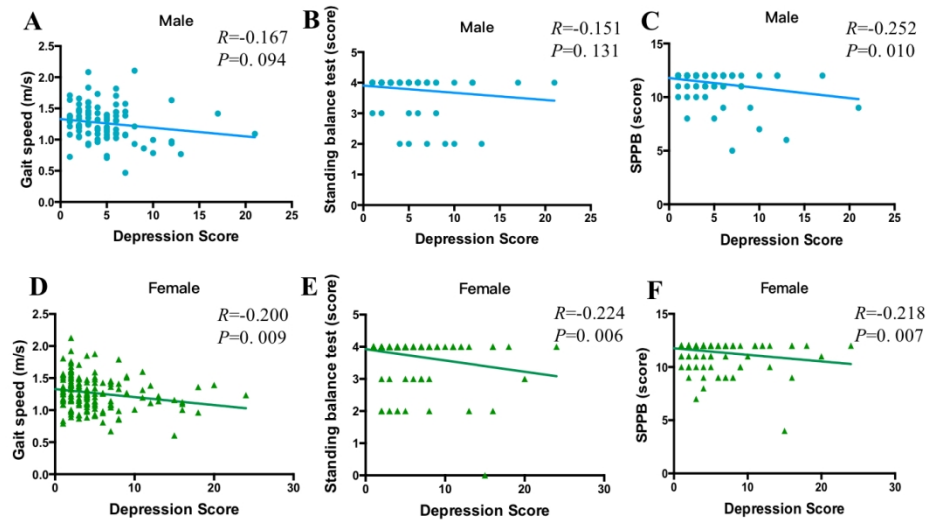 A
Male
R=-0.167
P=0. 094
Gait speed (m/s)
2.5
2.0
1.5
1.0
0.5
0.0
0
5
10
15
20
25
Depression Score
B
Male
R=-0.151
P=0.131
Standing balance test (score)
5
4
3
2
1
0
0
5
10
15
20
25
Depression Score
C
Male
R=-0.252
P=0.010
SPPB (score)
15
10
5
0
0
5
10
15
20
25
Depression Score
D
Female
R=-0.200
P=0. 009
Gait speed (m/s)
2.5
2.0
1.5
1.0
0.5
0.0
0
10
20
30
Depression Score
E
Female
R=-0.224
P=0. 006
Standing balance test (score)
5
4
3
2
1
0
0
10
20
30
Depression Score
F
Female
R=-0.218
P=0. 007
SPPB (score)
15
10
5
0
0
10
20
30
Depression Score